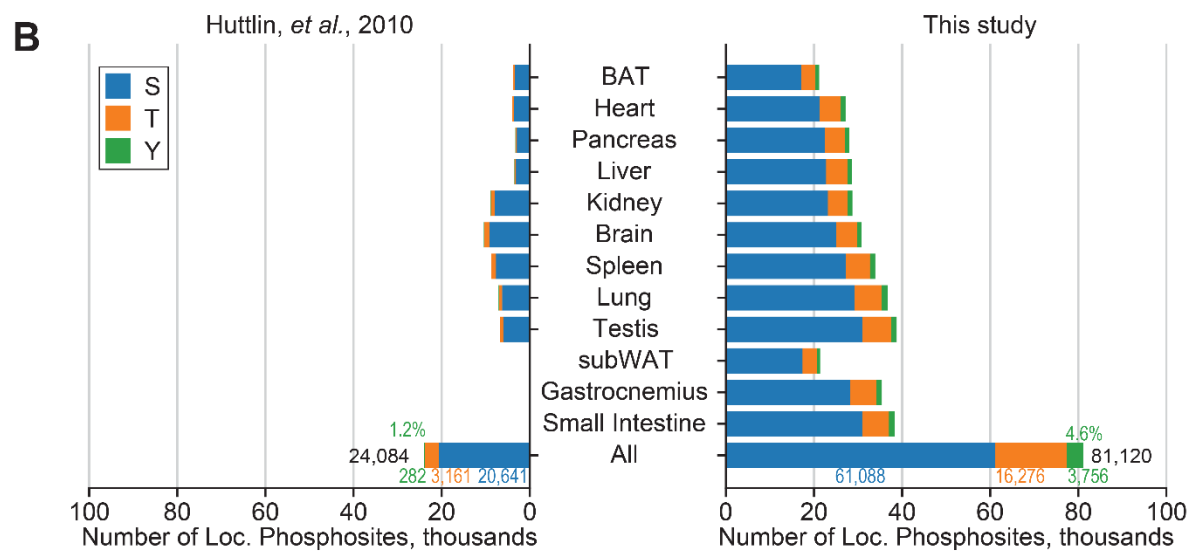 B
Huttlin, et al., 2010
This study
S
T
Y
BAT
Heart
Pancreas
Liver
Kidney
Brain
Spleen
Lung
Testis
subWAT
Gastrocnemius
Small Intestine
All
1.2%
24,084
282 3,161 20,641
4.6%
81,120
61,088 16,276 3,756
100 80 60 40 20 0
0 20 40 60 80 100
Number of Loc. Phosphosites, thousands
Number of Loc. Phosphosites, thousands